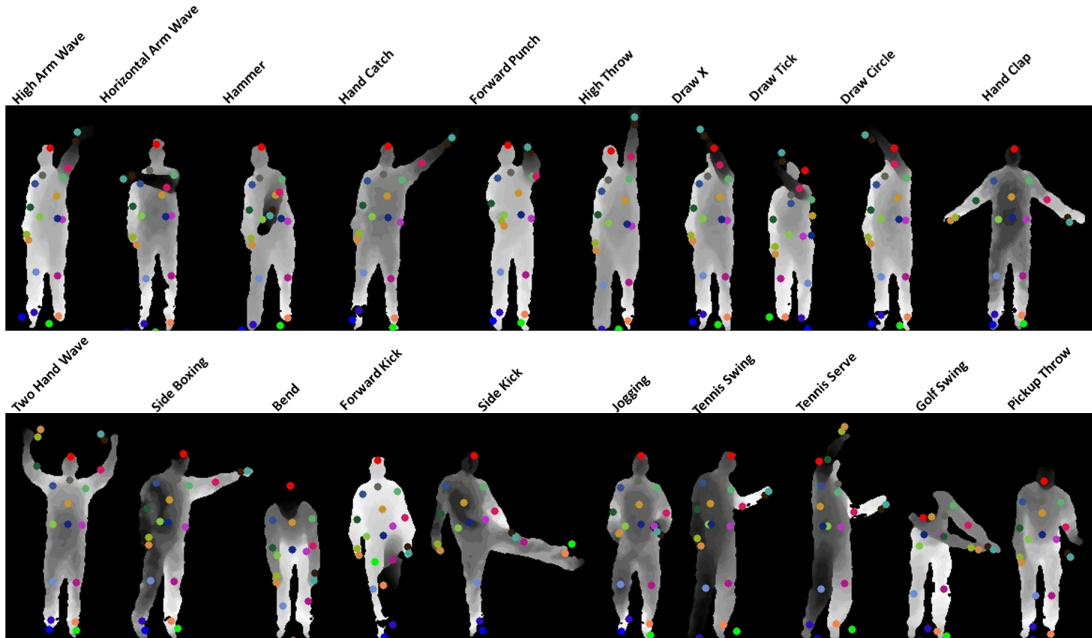 High Arm Wave
Horizontal Arm Wave
Hammer
Hand Catch
Forward Punch
High Throw
Draw X
Draw Tick
Draw Circle
Hand Clap
Two Hand Wave
Side Boxing
Bend
Forward Kick
Side Kick
Jogging
Tennis Swing
Tennis Serve
Golf Swing
Pickup Throw